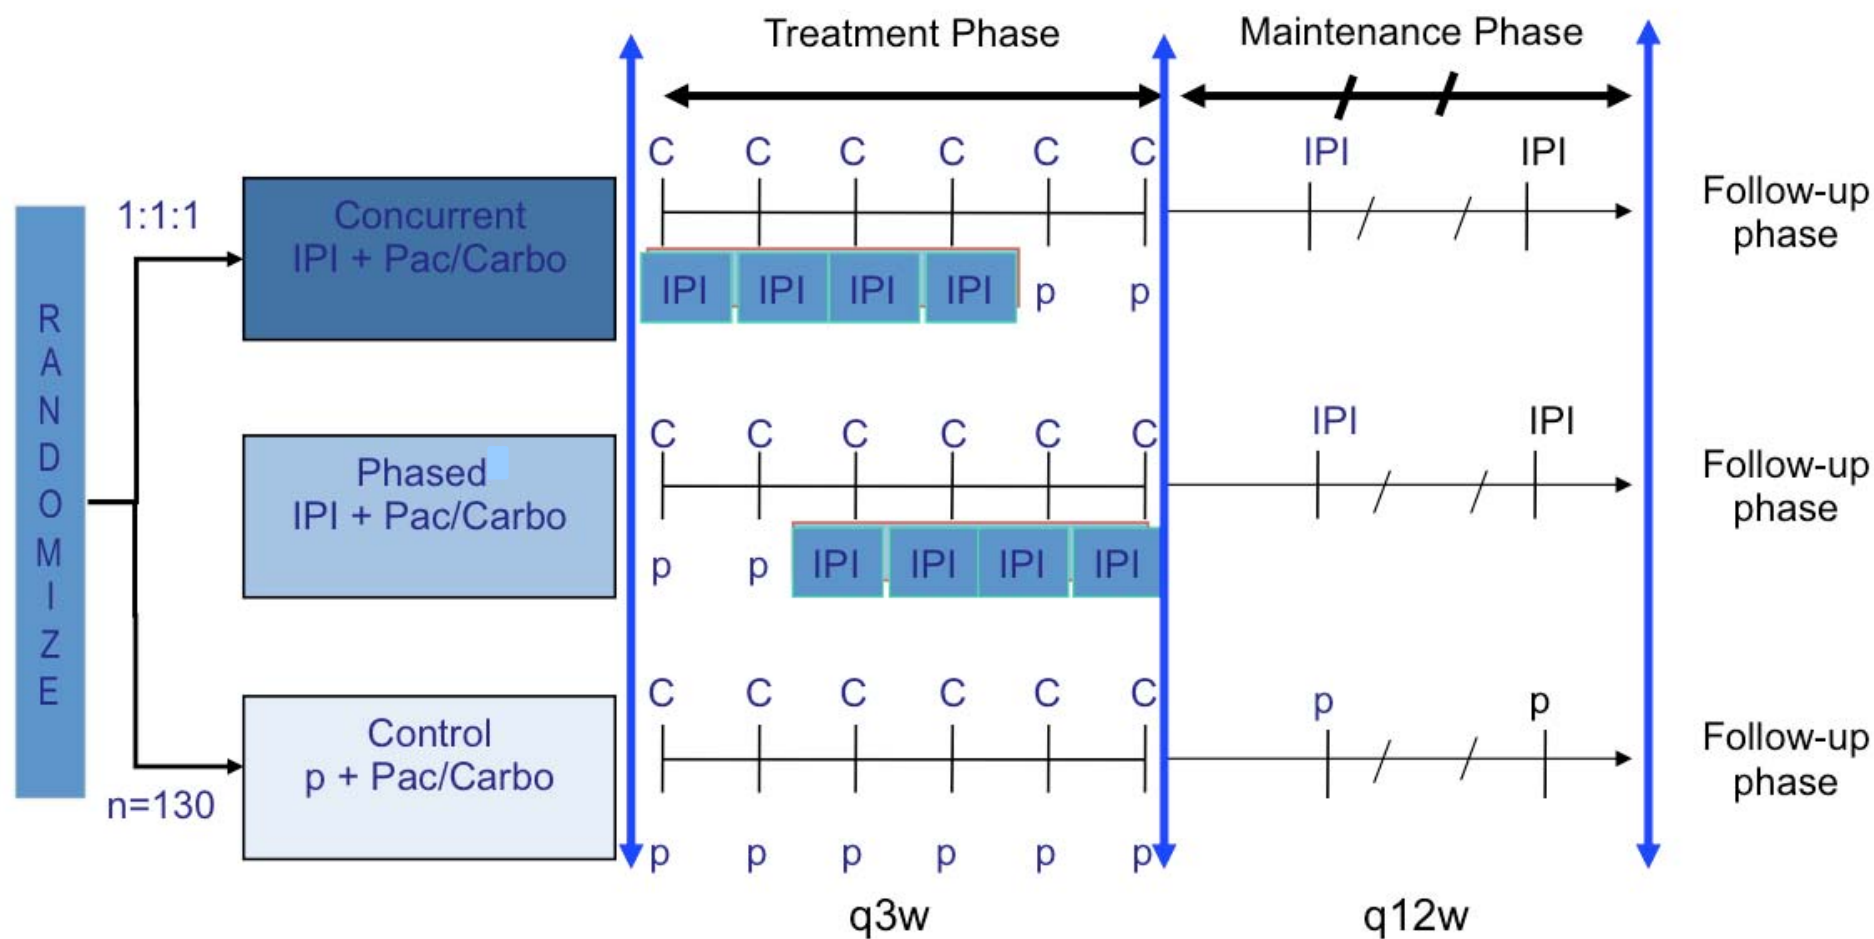 Treatment Phase
Maintenance Phase
RANDOMIZE
1:1:1
n=130
Concurrent
IPI + Pac/Carbo
C C C C C C
IPI IPI IPI IPI p p
IPI IPI
Follow-up
phase
Phased
IPI + Pac/Carbo
C C C C C C
p p IPI IPI IPI IPI
IPI IPI
Follow-up
phase
Control
p + Pac/Carbo
C C C C C C
p p p p p p
p p
Follow-up
phase
q3w
q12w